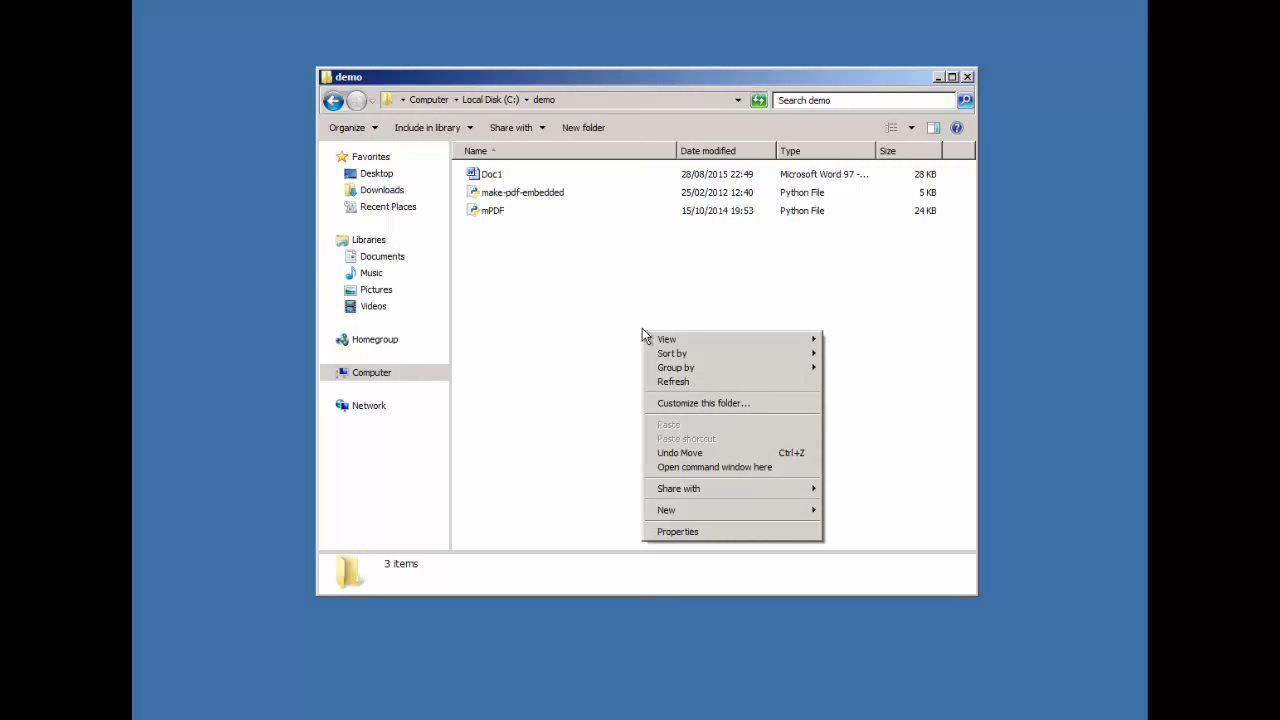 demo
Computer Local Disk (C:) demo
Search demo
Organize Include in library Share with New folder
Name Date modified Type Size
Favorites
Desktop
Downloads
Recent Places
Libraries
Documents
Music
Pictures
Videos
Homegroup
Computer
Network
Doc1 28/08/2015 22:49 Microsoft Word 97 -... 28 KB
make-pdf-embedded 25/02/2012 12:40 Python File 5 KB
mPDF 15/10/2014 19:53 Python File 24 KB
View
Sort by
Group by
Refresh
Customize this folder...
Paste
Paste shortcut
Undo Move Ctrl+Z
Open command window here
Share with
New
Properties
3 items